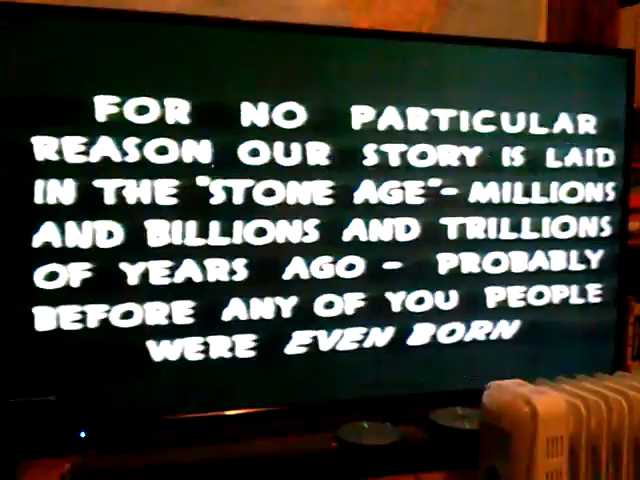 FOR NO PARTICULAR
REASON OUR STORY IS LAID
IN THE "STONE AGE"- MILLIONS
AND BILLIONS AND TRILLIONS
OF YEARS AGO - PROBABLY
BEFORE ANY OF YOU PEOPLE
WERE EVEN BORN